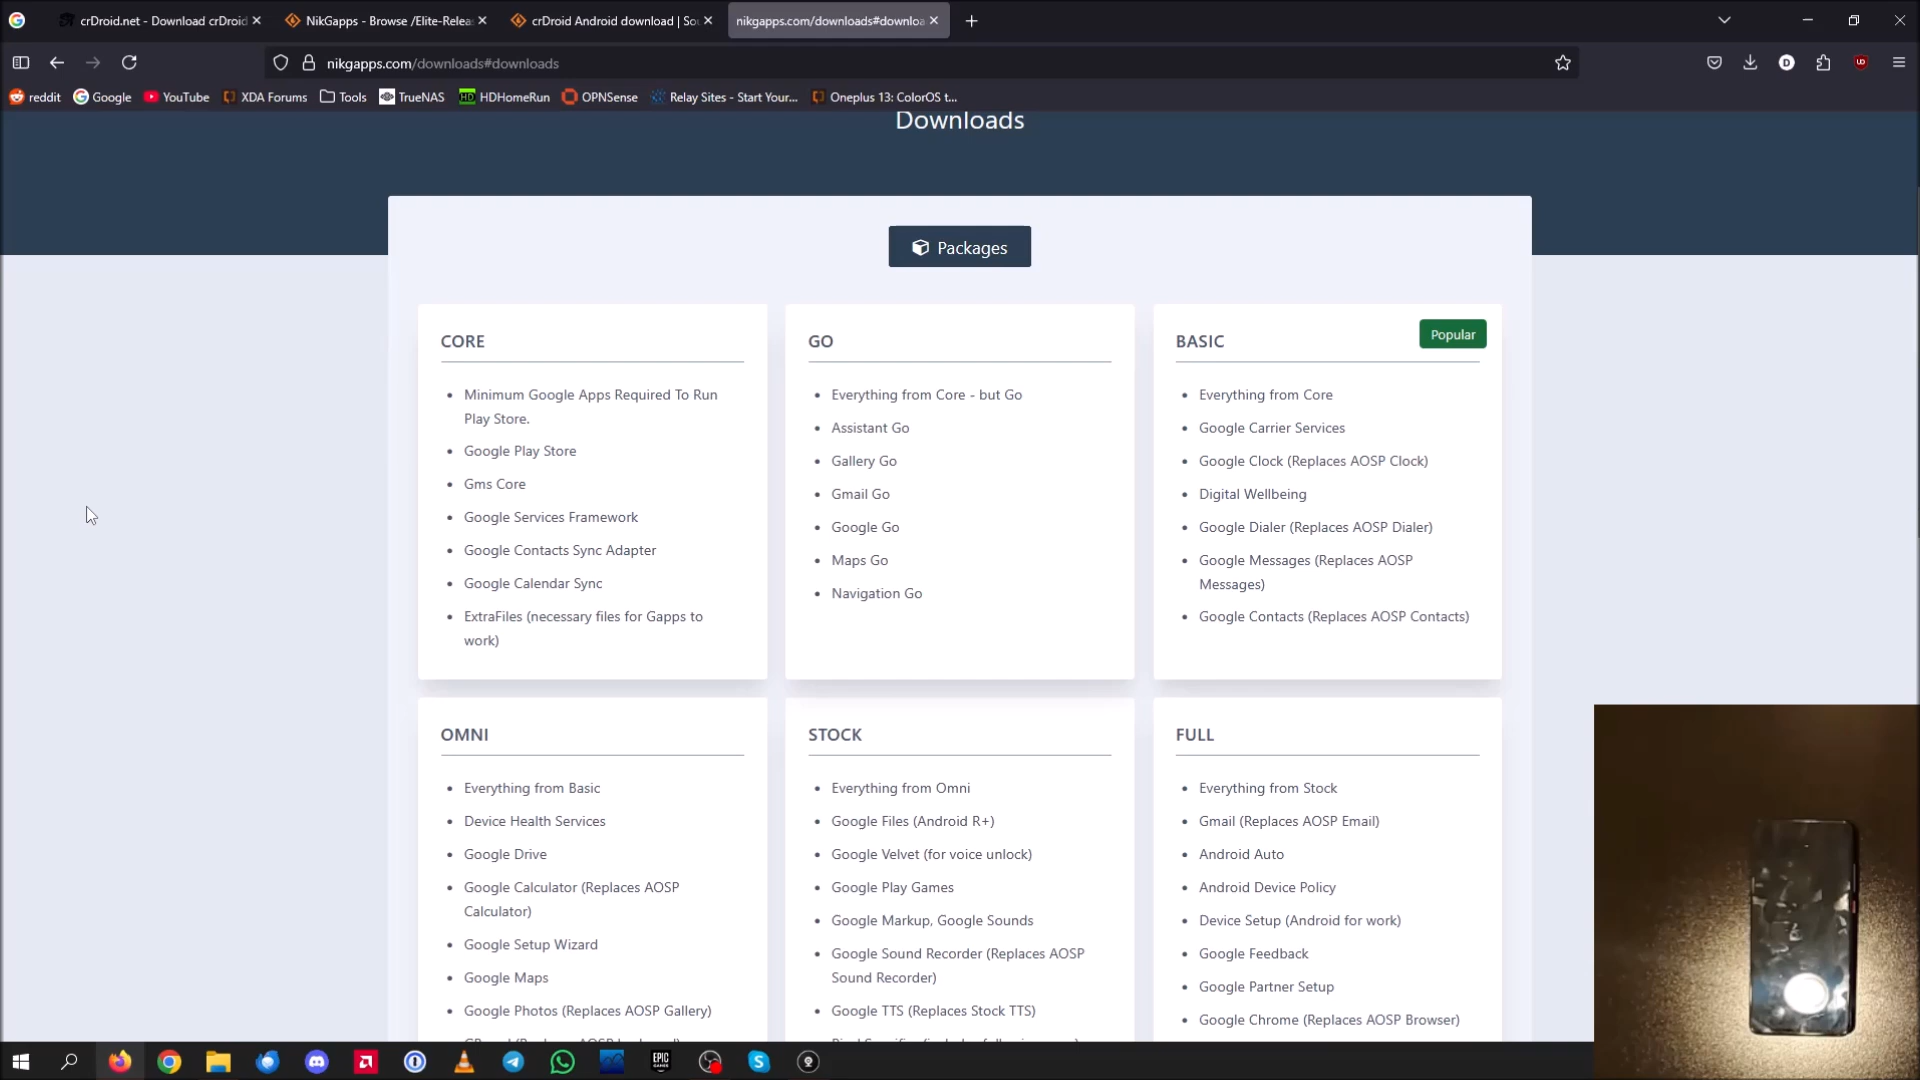 crDroid.net - Download crDroid
NikGapps - Browse /Elite-Relea
crDroid Android download | Sou
nikgapps.com/downloads#downloa
nikgapps.com/downloads#downloads
reddit
Google
YouTube
XDA Forums
Tools
TrueNAS
HDHomeRun
OPNSense
Relay Sites - Start Your...
Oneplus 13: ColorOS t...
Downloads
Packages
CORE
Minimum Google Apps Required To Run
Play Store.
Google Play Store
Gms Core
Google Services Framework
Google Contacts Sync Adapter
Google Calendar Sync
ExtraFiles (necessary files for Gapps to
work)
GO
Everything from Core - but Go
Assistant Go
Gallery Go
Gmail Go
Google Go
Maps Go
Navigation Go
BASIC
Popular
Everything from Core
Google Carrier Services
Google Clock (Replaces AOSP Clock)
Digital Wellbeing
Google Dialer (Replaces AOSP Dialer)
Google Messages (Replaces AOSP
Messages)
Google Contacts (Replaces AOSP Contacts)
OMNI
Everything from Basic
Device Health Services
Google Drive
Google Calculator (Replaces AOSP
Calculator)
Google Setup Wizard
Google Maps
Google Photos (Replaces AOSP Gallery)
STOCK
Everything from Omni
Google Files (Android R+)
Google Velvet (for voice unlock)
Google Play Games
Google Markup, Google Sounds
Google Sound Recorder (Replaces AOSP
Sound Recorder)
Google TTS (Replaces Stock TTS)
FULL
Everything from Stock
Gmail (Replaces AOSP Email)
Android Auto
Android Device Policy
Device Setup (Android for work)
Google Feedback
Google Partner Setup
Google Chrome (Replaces AOSP Browser)